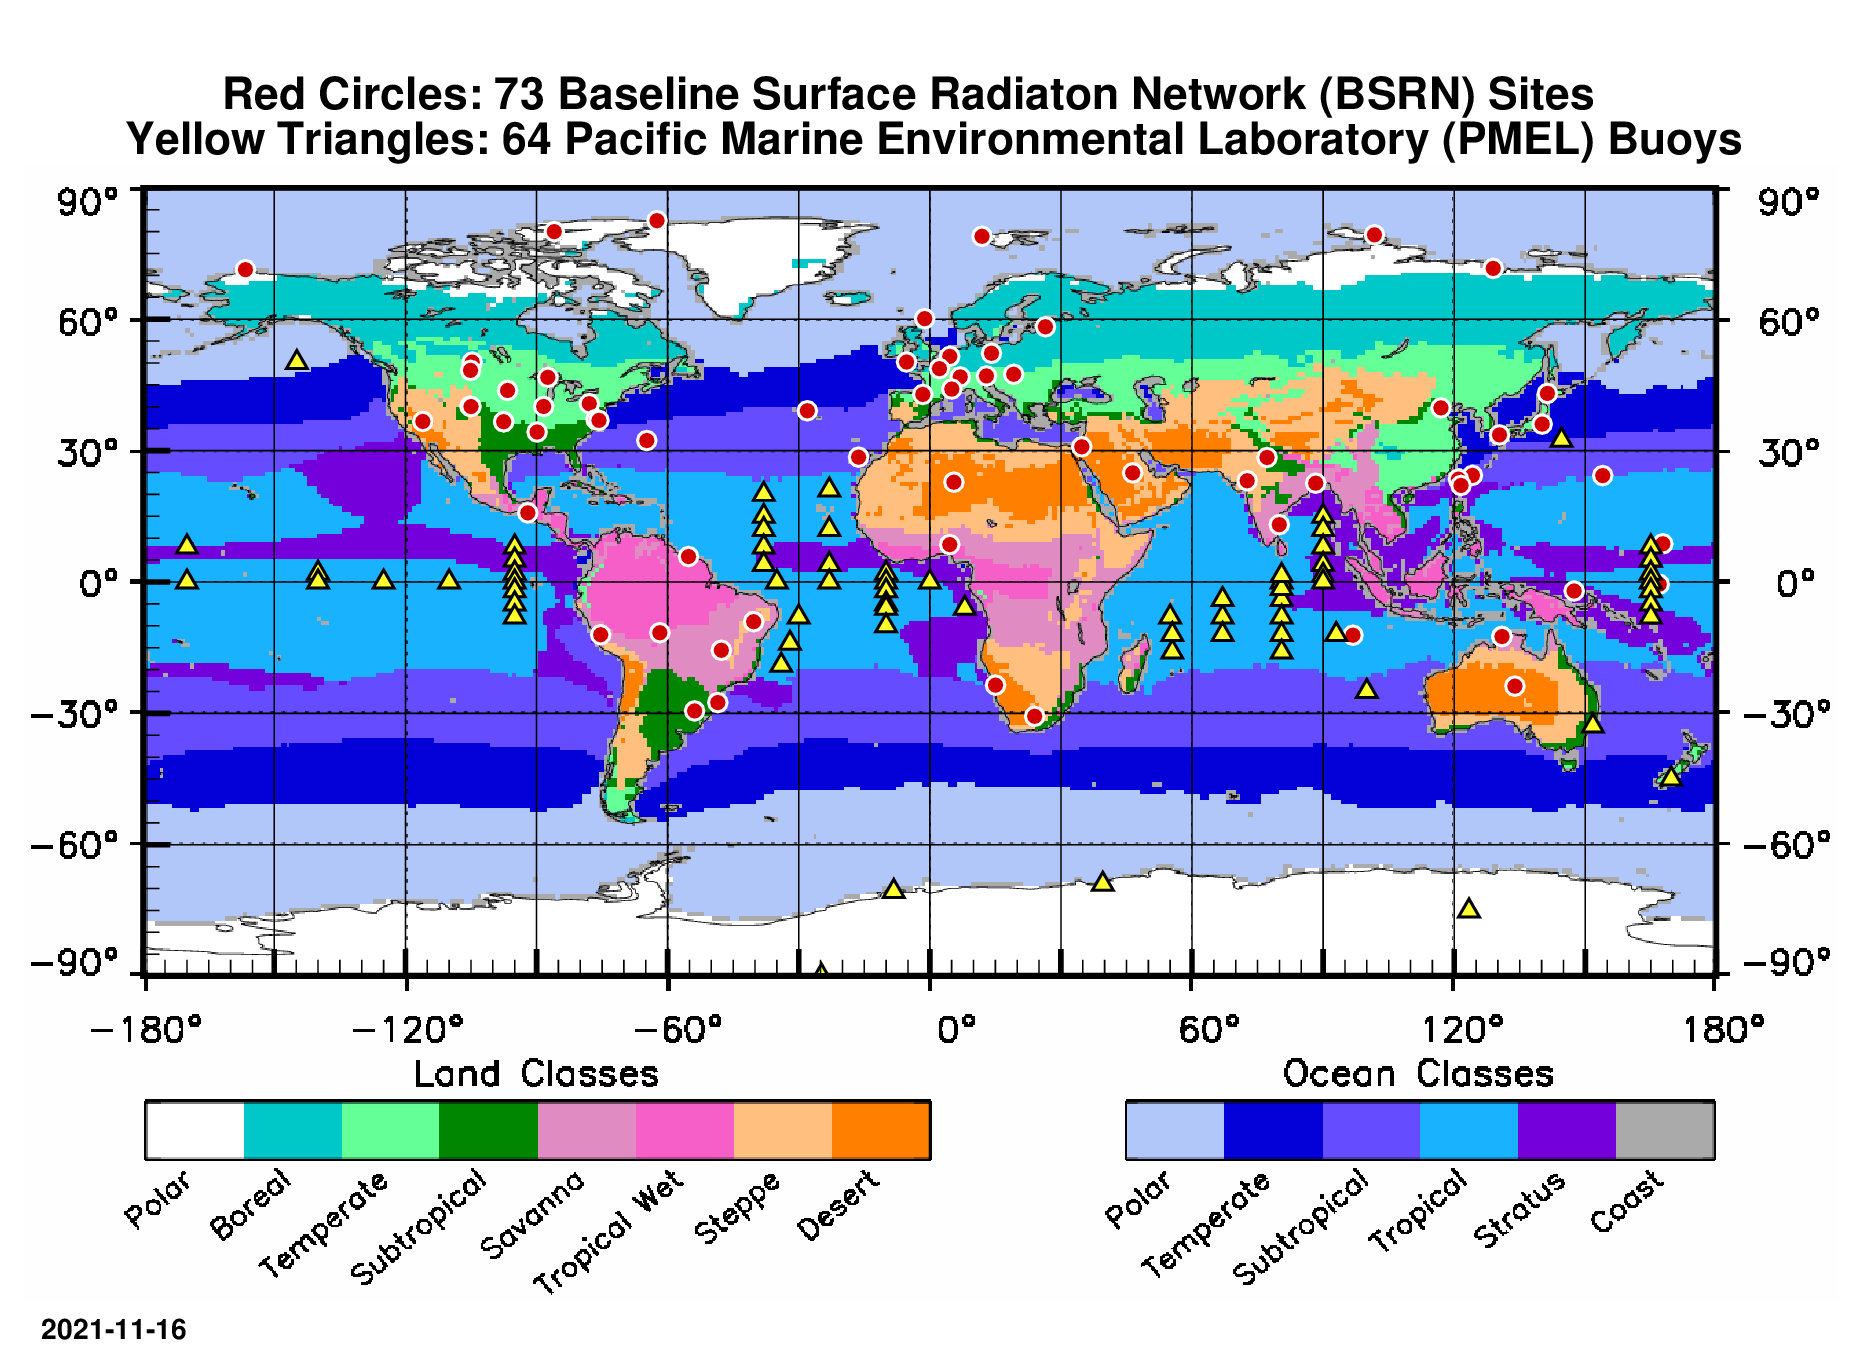 Red Circles: 73 Baseline Surface Radiaton Network (BSRN) Sites
Yellow Triangles: 64 Pacific Marine Environmental Laboratory (PMEL) Buoys
90° 90°
60° 60°
30° 30°
0° 0°
−30° −30°
−60° −60°
−90° −90°
−180° −120° −60° 0° 60° 120° 180°
Land Classes Ocean Classes
Polar Boreal Temperate Subtropical Savanna Tropical Wet Steppe Desert Polar Temperate Subtropical Tropical Stratus Coast
2021-11-16